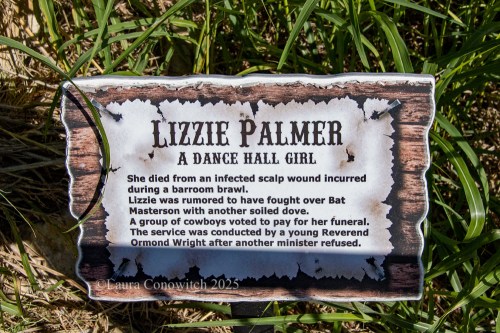 LIZZIE PALMER
A DANCE HALL GIRL
She died from an infected scalp wound incurred
during a barroom brawl.
Lizzie was rumored to have fought over Bat
Masterson with another soiled dove.
A group of cowboys voted to pay for her funeral.
The service was conducted by a young Reverend
Ormond Wright after another minister refused.
©Laura Conowitch 2025